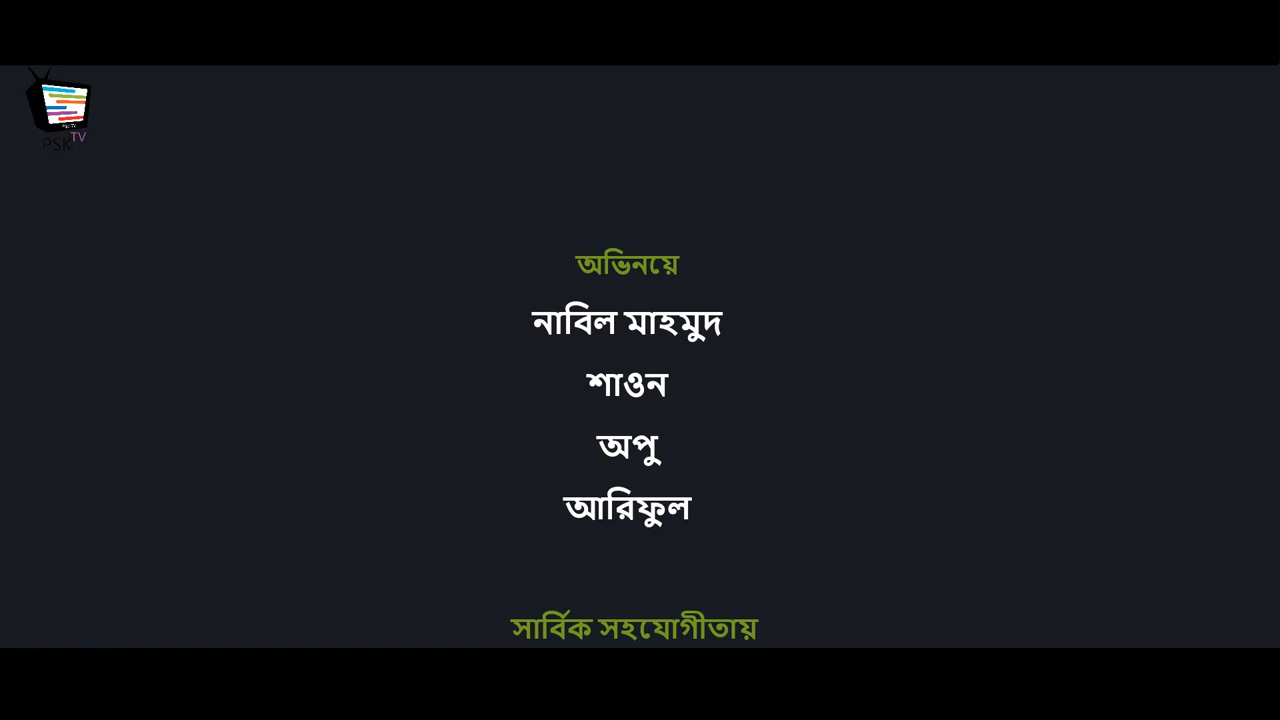 PSK TV
অভিনয়ে
নাবিল মাহমুদ
শাওন
অপু
আরিফুল
সার্বিক সহযোগীতায়